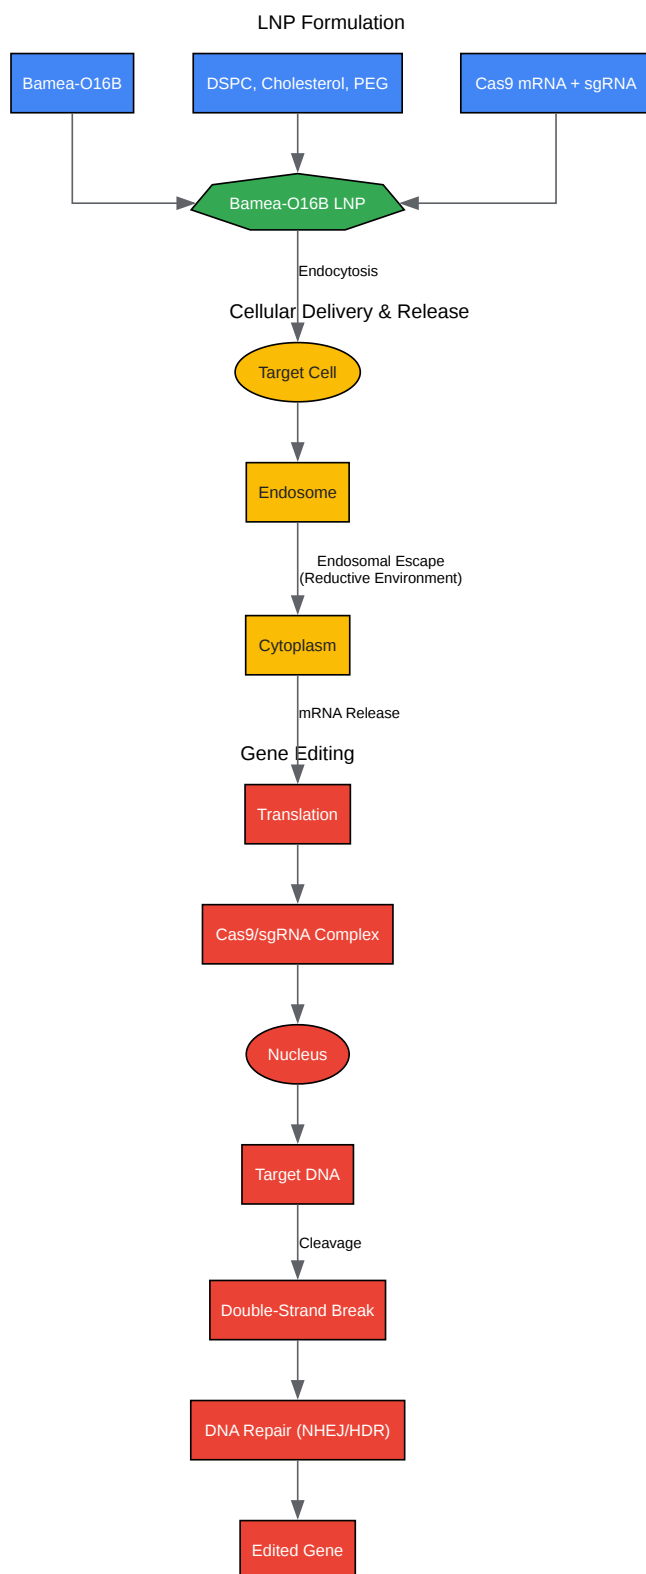 LNP Formulation
Bamea-O16B
DSPC, Cholesterol, PEG
Cas9 mRNA + sgRNA
Bamea-O16B LNP
Endocytosis
Cellular Delivery & Release
Target Cell
Endosome
Endosomal Escape
(Reductive Environment)
Cytoplasm
mRNA Release
Gene Editing
Translation
Cas9/sgRNA Complex
Nucleus
Target DNA
Cleavage
Double-Strand Break
DNA Repair (NHEJ/HDR)
Edited Gene